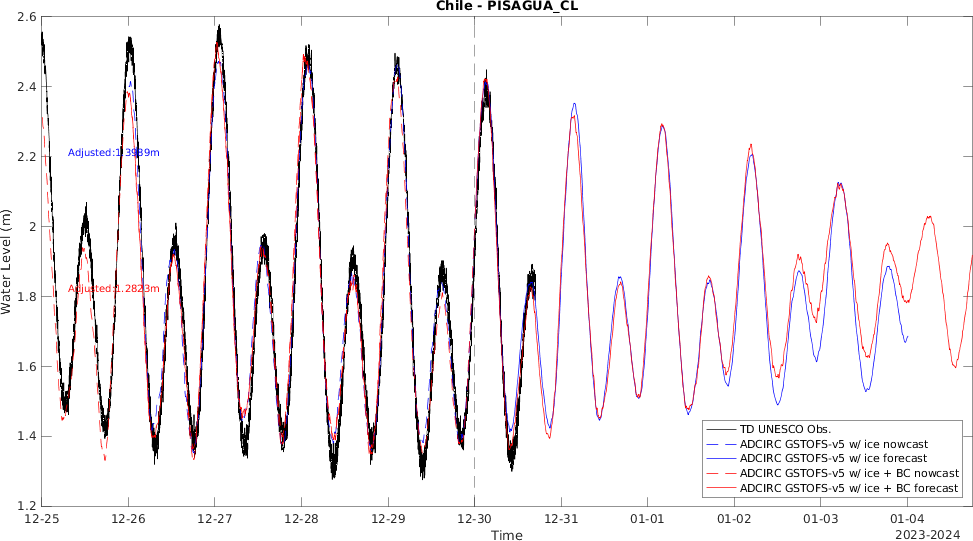 Chile - PISAGUA_CL
2.6
2.4
2.2
2
1.8
1.6
1.4
1.2
Water Level (m)
Adjusted:1.3939m
Adjusted:1.2823m
TD UNESCO Obs.
ADCIRC GSTOFS-v5 w/ ice nowcast
ADCIRC GSTOFS-v5 w/ ice forecast
ADCIRC GSTOFS-v5 w/ ice + BC nowcast
ADCIRC GSTOFS-v5 w/ ice + BC forecast
12-25 12-26 12-27 12-28 12-29 12-30 12-31 01-01 01-02 01-03 01-04
Time
2023-2024